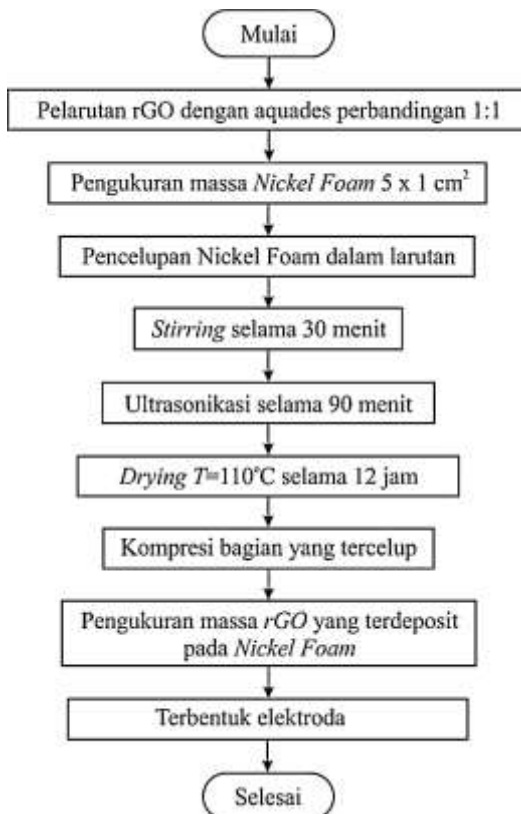 Mulai
Pelarutan rGO dengan aquades perbandingan 1:1
Pengukuran massa Nickel Foam 5 x 1 cm²
Pencelupan Nickel Foam dalam larutan
Stirring selama 30 menit
Ultrasonikasi selama 90 menit
Drying T=110°C selama 12 jam
Kompresi bagian yang tercelup
Pengukuran massa rGO yang terdeposit
pada Nickel Foam
Terbentuk elektroda
Selesai